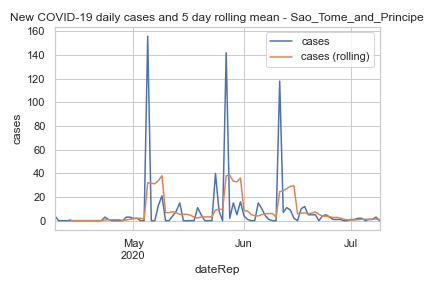 New COVID-19 daily cases and 5 day rolling mean - Sao_Tome_and_Principe
160
140
120
100
80
60
40
20
0
cases
cases
cases (rolling)
May
2020
Jun
Jul
dateRep